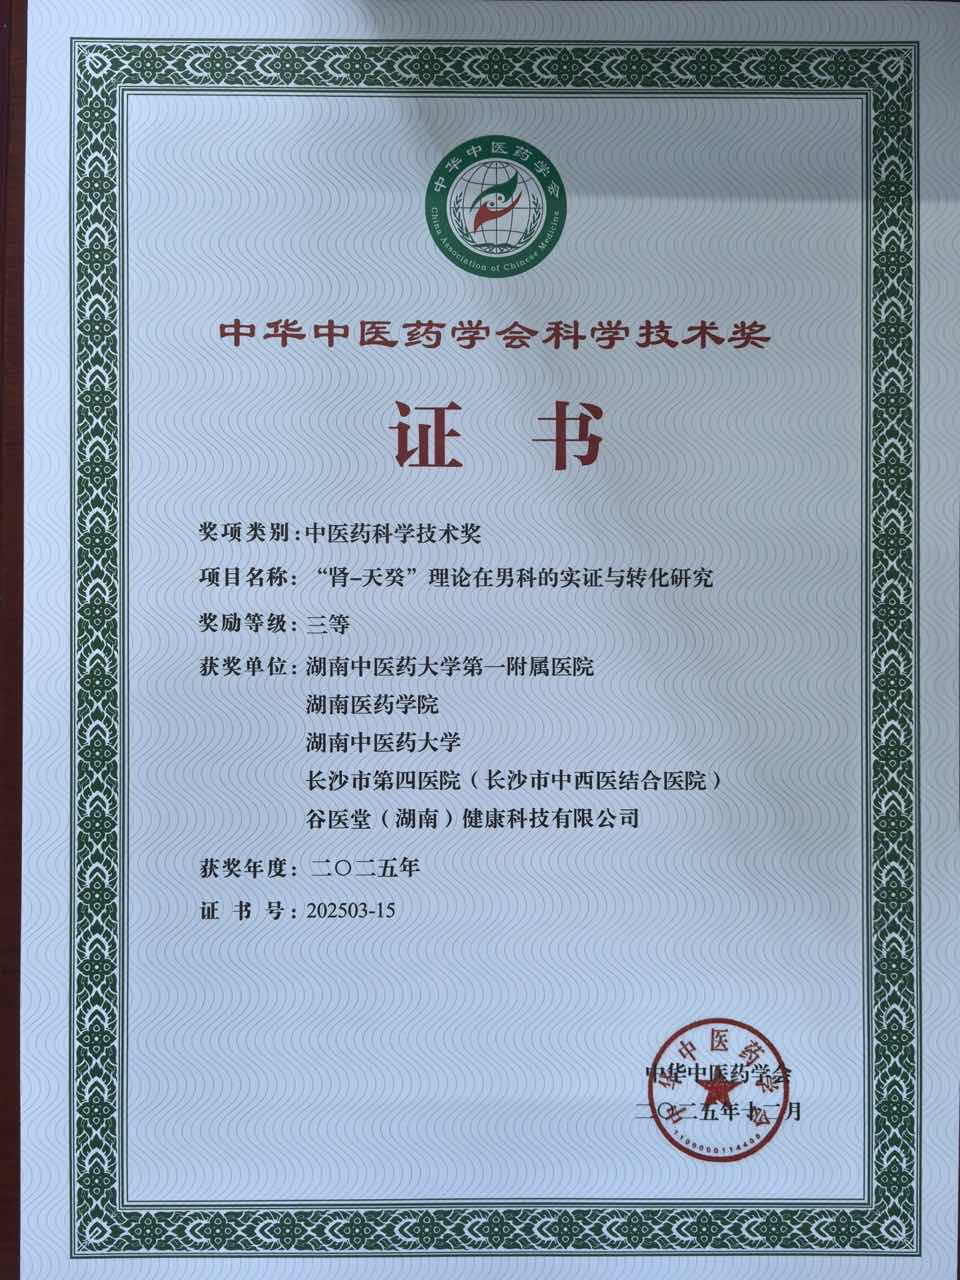 中华中医药学会
China Association of Chinese Medicine
中华中医药学会科学技术奖
证 书
奖项类别:中医药科学技术奖
项目名称:“肾–天癸”理论在男科的实证与转化研究
奖励等级:三等
获奖单位:湖南中医药大学第一附属医院
湖南医药学院
湖南中医药大学
长沙市第四医院(长沙市中西医结合医院)
谷医堂(湖南)健康科技有限公司
获奖年度:二〇二五年
证 书 号:202503-15
中华中医药学会
中华中医药学会
二〇二五年十二月